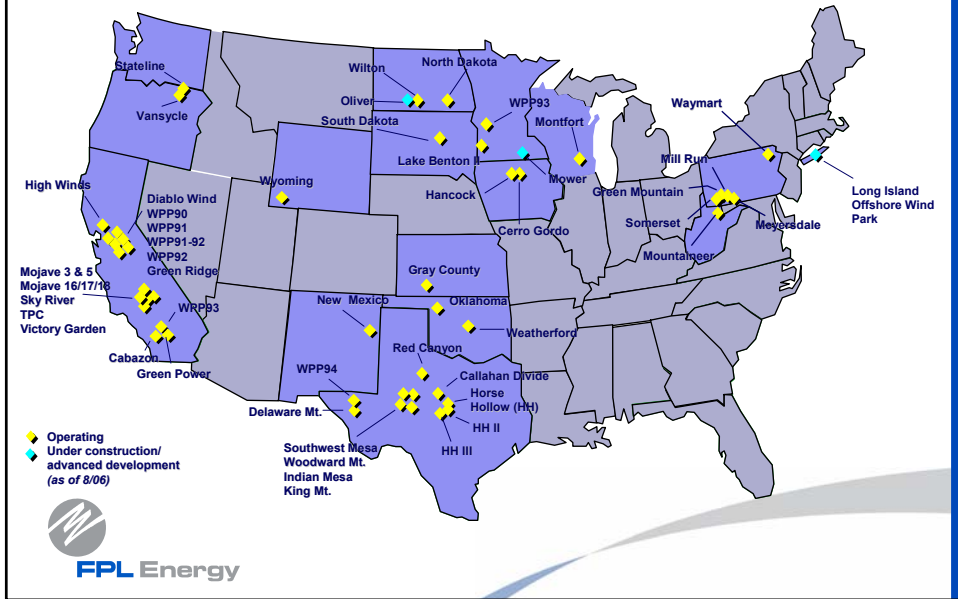 Stateline
Vansycle
Wilton
North Dakota
Oliver
South Dakota
WPP93
Montfort
Lake Benton II
Mower
Hancock
Cerro Gordo
Wyoming
Waymart
Mill Run
Green Mountain
Somerset
Meyersdale
Mountaineer
Long Island
Offshore Wind
Park
High Winds
Diablo Wind
WPP90
WPP91
WPP91-92
WPP92
Green Ridge
Mojave 3 & 5
Mojave 16/17/18
Sky River
TPC
Victory Garden
WPP93
Cabazon
Green Power
Gray County
New Mexico
Oklahoma
Weatherford
Red Canyon
WPP94
Callahan Divide
Delaware Mt.
Horse
Hollow (HH)
HH II
HH III
Southwest Mesa
Woodward Mt.
Indian Mesa
King Mt.
Operating
Under construction/
advanced development
(as of 8/06)
FPL Energy